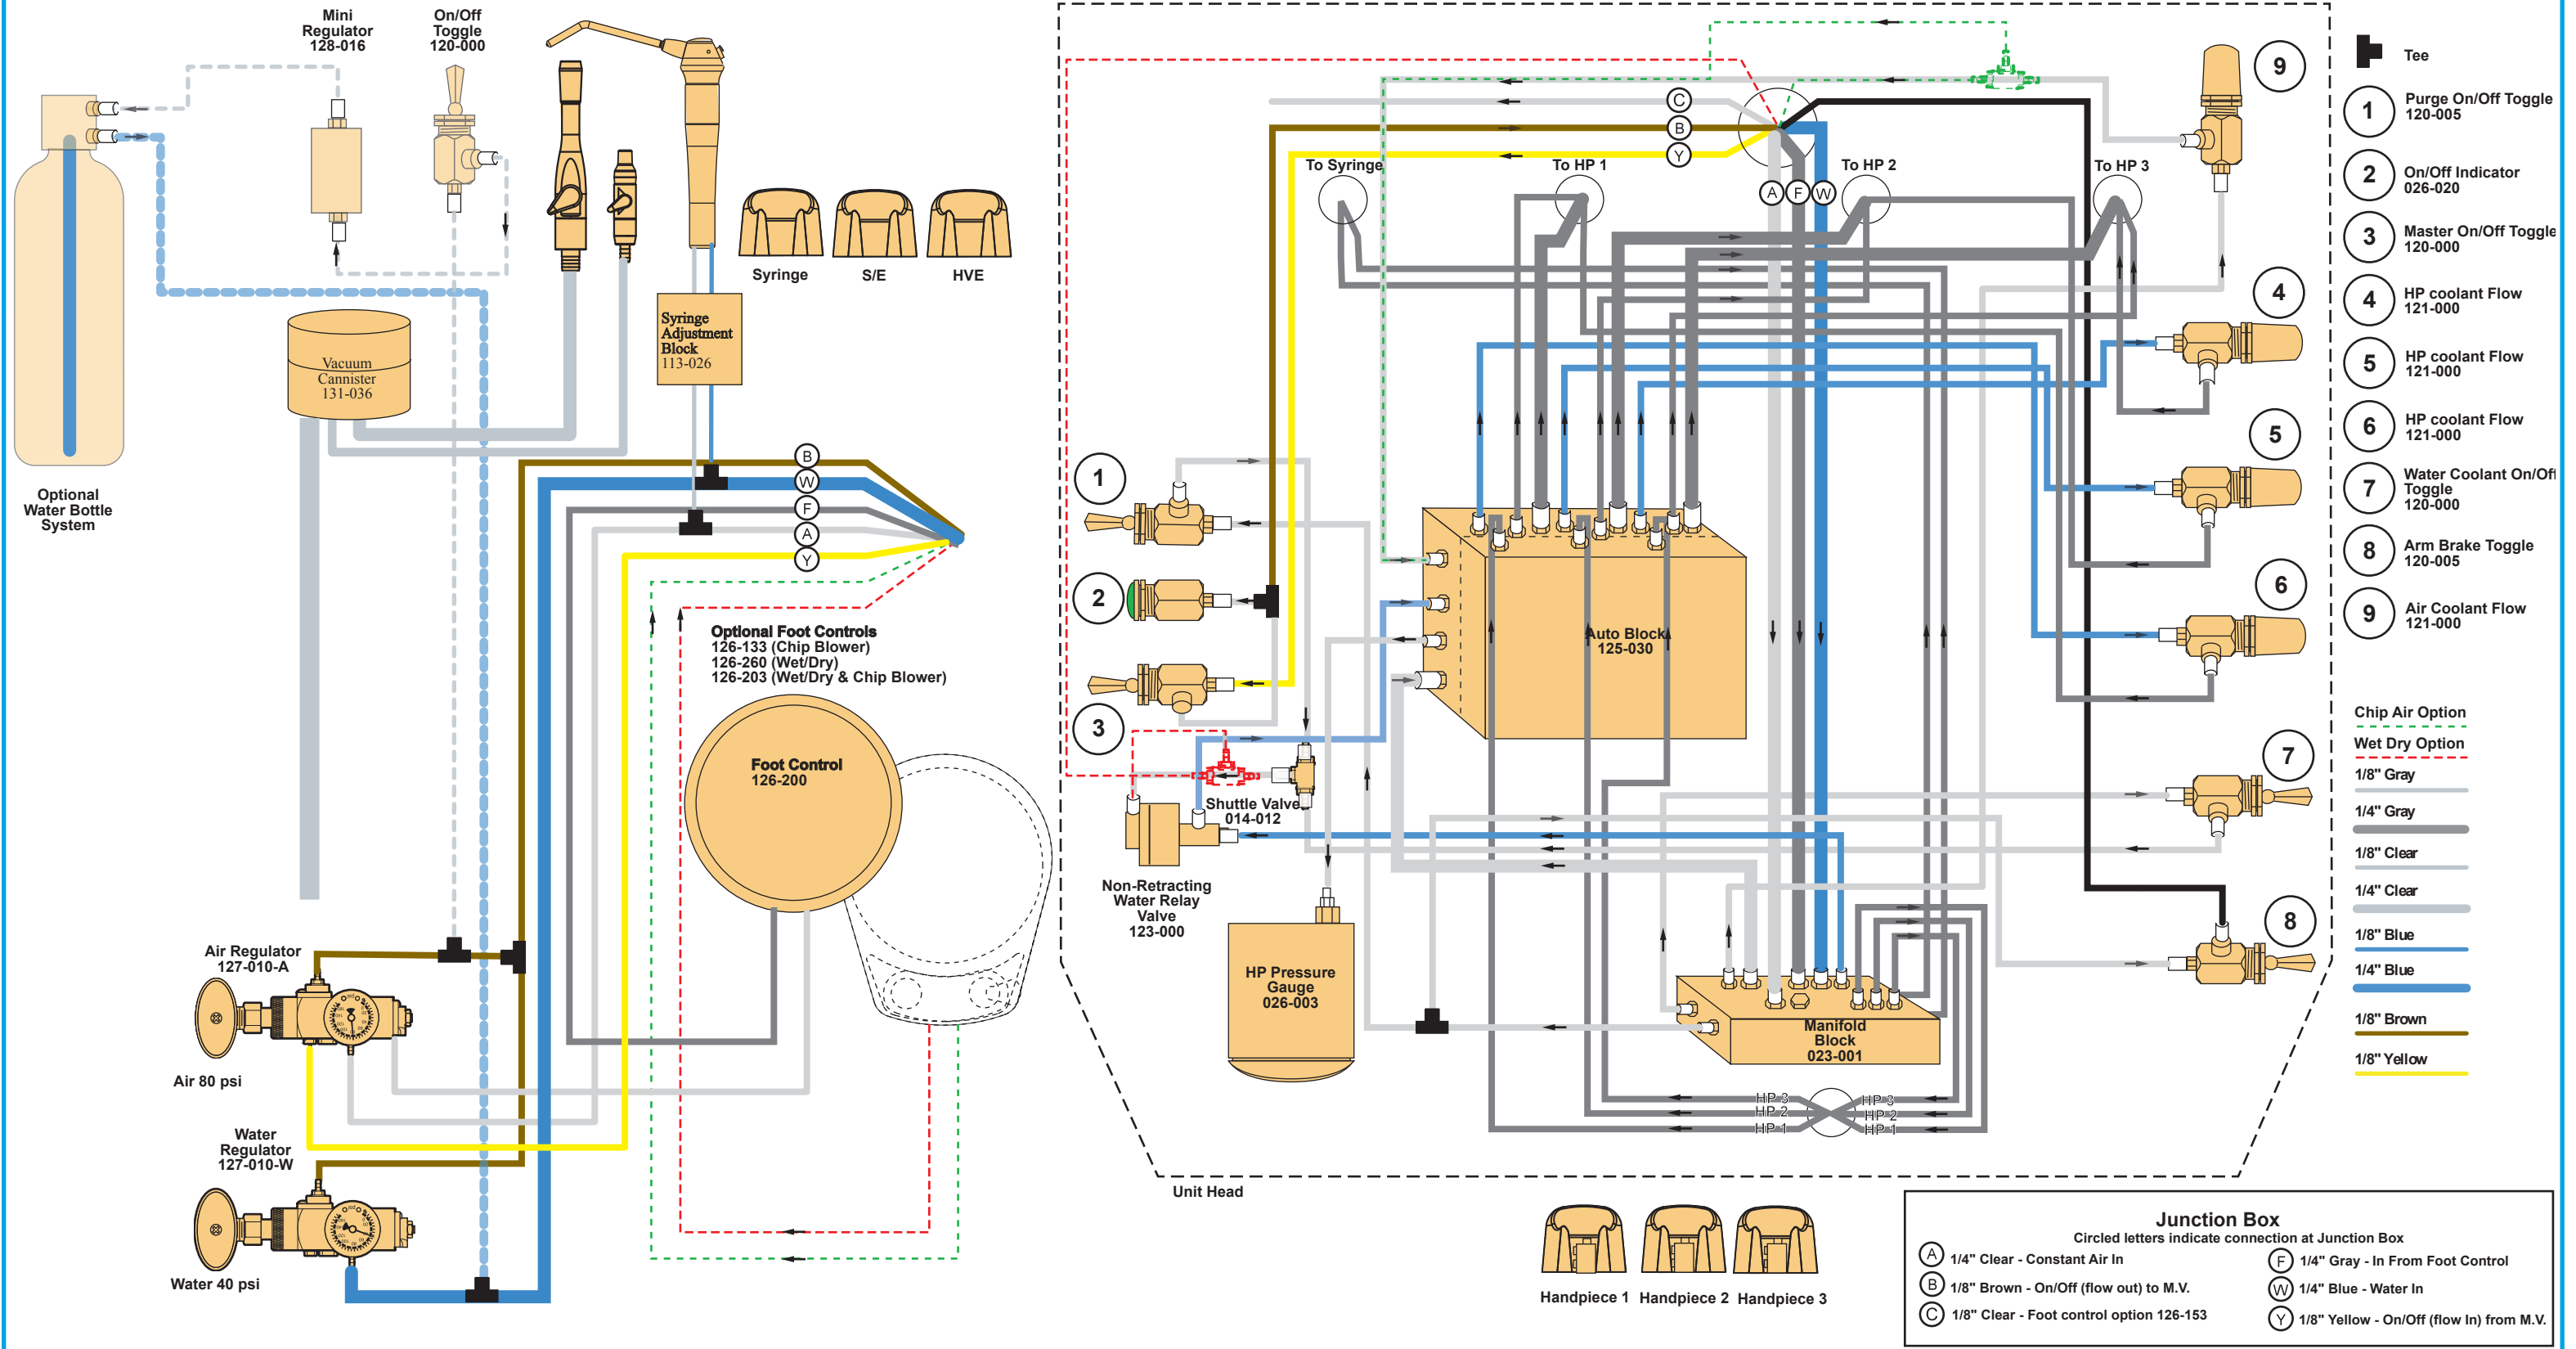 Mini
Regulator
128-016
On/Off
Toggle
120-000
Optional
Water Bottle
System
Vacuum
Cannister
131-036
Syringe
S/E
HVE
Syringe
Adjustment
Block
113-026
B
W
F
A
Y
Optional Foot Controls
126-133 (Chip Blower)
126-260 (Wet/Dry)
126-203 (Wet/Dry & Chip Blower)
Foot Control
126-200
Air Regulator
127-010-A
Air 80 psi
Water
Regulator
127-010-W
Water 40 psi
C
B
Y
To Syringe
To HP 1
A
F
W
To HP 2
To HP 3
1
2
3
9
4
5
6
7
8
Auto Block
125-030
Shuttle Valve
014-012
Non-Retracting
Water Relay
Valve
123-000
HP Pressure
Gauge
026-003
Manifold
Block
023-001
HP 3
HP 2
HP 1
HP 3
HP 2
HP 1
Unit Head
Handpiece 1
Handpiece 2
Handpiece 3
Tee
1 Purge On/Off Toggle
120-005
2 On/Off Indicator
026-020
3 Master On/Off Toggle
120-000
4 HP coolant Flow
121-000
5 HP coolant Flow
121-000
6 HP coolant Flow
121-000
7 Water Coolant On/Off
Toggle
120-000
8 Arm Brake Toggle
120-005
9 Air Coolant Flow
121-000
Chip Air Option
Wet Dry Option
1/8" Gray
1/4" Gray
1/8" Clear
1/4" Clear
1/8" Blue
1/4" Blue
1/8" Brown
1/8" Yellow
Junction Box
Circled letters indicate connection at Junction Box
A 1/4" Clear - Constant Air In
B 1/8" Brown - On/Off (flow out) to M.V.
C 1/8" Clear - Foot control option 126-153
F 1/4" Gray - In From Foot Control
W 1/4" Blue - Water In
Y 1/8" Yellow - On/Off (flow In) from M.V.